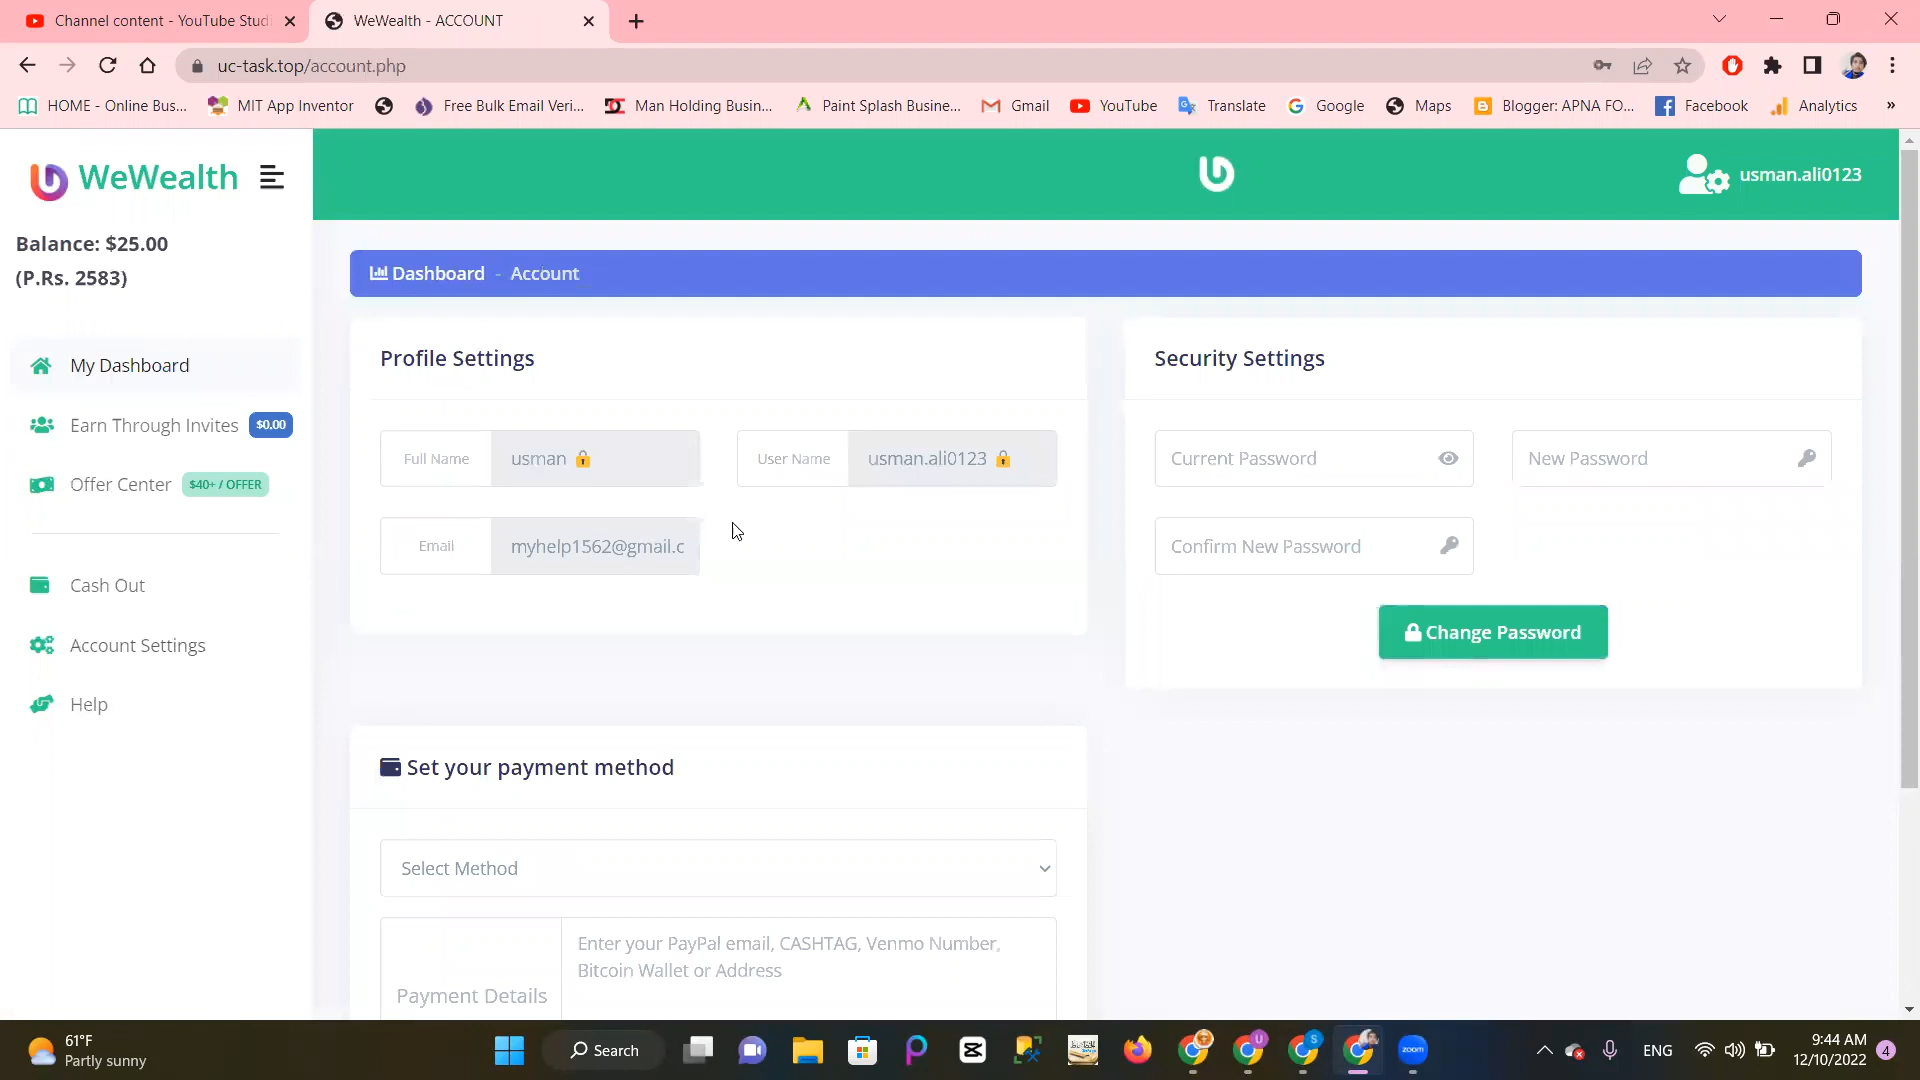 Channel content - YouTube Studi
WeWealth - ACCOUNT
uc-task.top/account.php
HOME - Online Bus...
MIT App Inventor
Free Bulk Email Veri...
Man Holding Busin...
Paint Splash Busine...
Gmail
YouTube
Translate
Google
Maps
Blogger: APNA FO...
Facebook
Analytics
»
WeWealth
usman.ali0123
Balance: $25.00
(P.Rs. 2583)
Dashboard - Account
My Dashboard
Earn Through Invites $0.00
Offer Center $40+ / OFFER
Cash Out
Account Settings
Help
Profile Settings
Full Name usman
User Name usman.ali0123
Email myhelp1562@gmail.c
Security Settings
Current Password
New Password
Confirm New Password
Change Password
Set your payment method
Select Method
Payment Details
Enter your PayPal email, CASHTAG, Venmo Number,
Bitcoin Wallet or Address
61°F
Partly sunny
Search
zoom
ENG
9:44 AM
12/10/2022
4